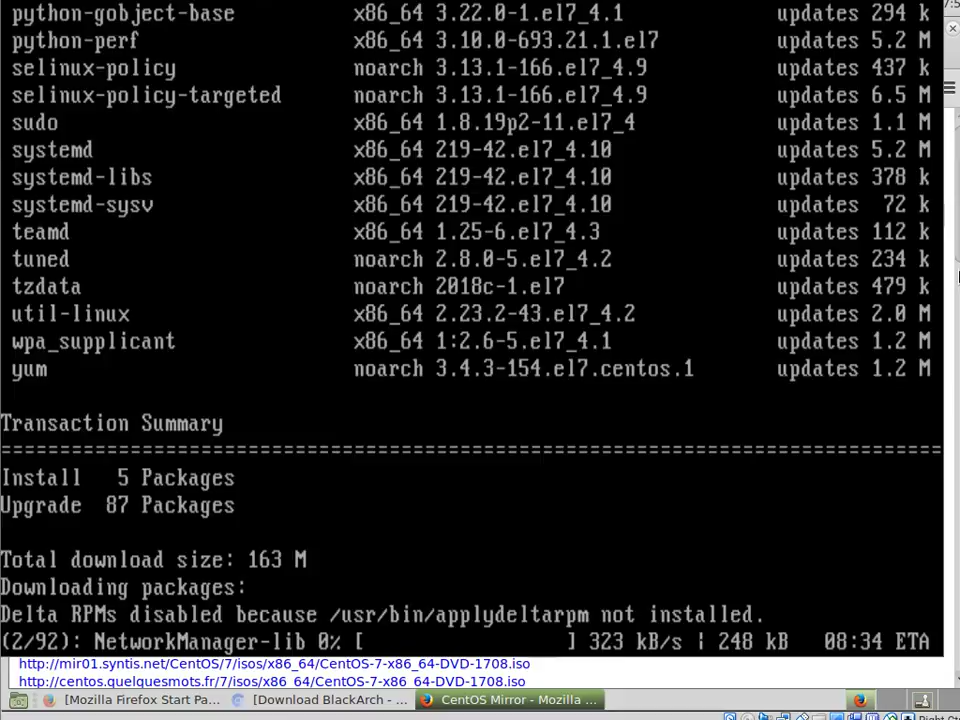 python-gobject-base x86_64 3.22.0-1.el7_4.1 updates 294 k
python-perf x86_64 3.10.0-693.21.1.el7 updates 5.2 M
selinux-policy noarch 3.13.1-166.el7_4.9 updates 437 k
selinux-policy-targeted noarch 3.13.1-166.el7_4.9 updates 6.5 M
sudo x86_64 1.8.19p2-11.el7_4 updates 1.1 M
systemd x86_64 219-42.el7_4.10 updates 5.2 M
systemd-libs x86_64 219-42.el7_4.10 updates 378 k
systemd-sysv x86_64 219-42.el7_4.10 updates 72 k
teamd x86_64 1.25-6.el7_4.3 updates 112 k
tuned noarch 2.8.0-5.el7_4.2 updates 234 k
tzdata noarch 2018c-1.el7 updates 479 k
util-linux x86_64 2.23.2-43.el7_4.2 updates 2.0 M
wpa_supplicant x86_64 1:2.6-5.el7_4.1 updates 1.2 M
yum noarch 3.4.3-154.el7.centos.1 updates 1.2 M
Transaction Summary
================================================================================
Install 5 Packages
Upgrade 87 Packages
Total download size: 163 M
Downloading packages:
Delta RPMs disabled because /usr/bin/applydeltarpm not installed.
(2/92): NetworkManager-lib 0% [ ] 323 kB/s | 248 kB 08:34 ETA
http://mir01.syntis.net/CentOS/7/isos/x86_64/CentOS-7-x86_64-DVD-1708.iso
http://centos.quelquesmots.fr/7/isos/x86_64/CentOS-7-x86_64-DVD-1708.iso
[Mozilla Firefox Start Pa... [Download BlackArch - ... CentOS Mirror - Mozilla ...